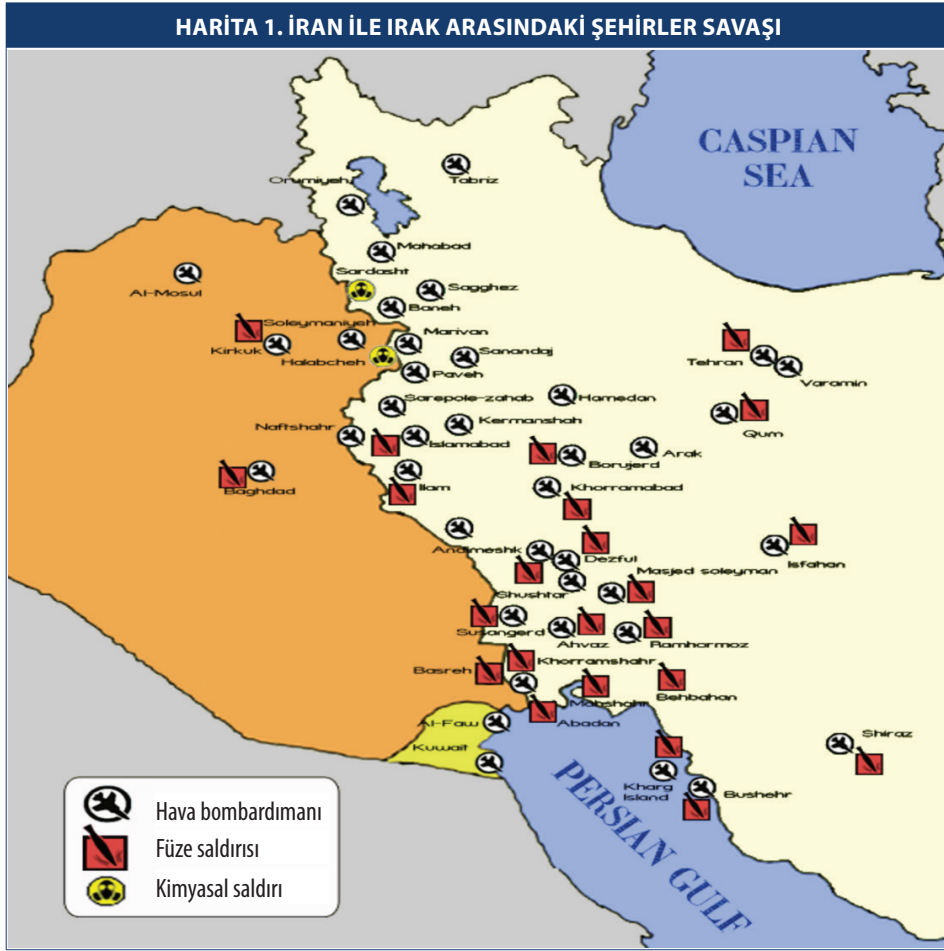 HARİTA 1. İRAN İLE IRAK ARASINDAKİ ŞEHİRLER SAVAŞI
CASPIAN
SEA
Orumiyeh
Tabriz
Mahabad
Sardasht
Sagghez
Al-Mosul
Baneh
Soleymaniyeh
Marivan
Kirkuk
Halabcheh
Sanandaj
Tehran
Paveh
Varamin
Sarepole-zahab
Hamedan
Kermanshah
Qum
Naftshahr
Islamabad
Arak
Borujerd
Baghdad
Ilam
Khorramabad
Andimeshk
Dezful
Isfahan
Masjed soleyman
Shushtar
Susangerd
Ahvaz
Ramhormoz
Khorramshahr
Basreh
Behbahan
Mahshahr
Al-Faw
Abadan
Shiraz
Kuwait
Kharg
Island
Bushehr
PERSIAN GULF
Hava bombardımanı
Füze saldırısı
Kimyasal saldırı